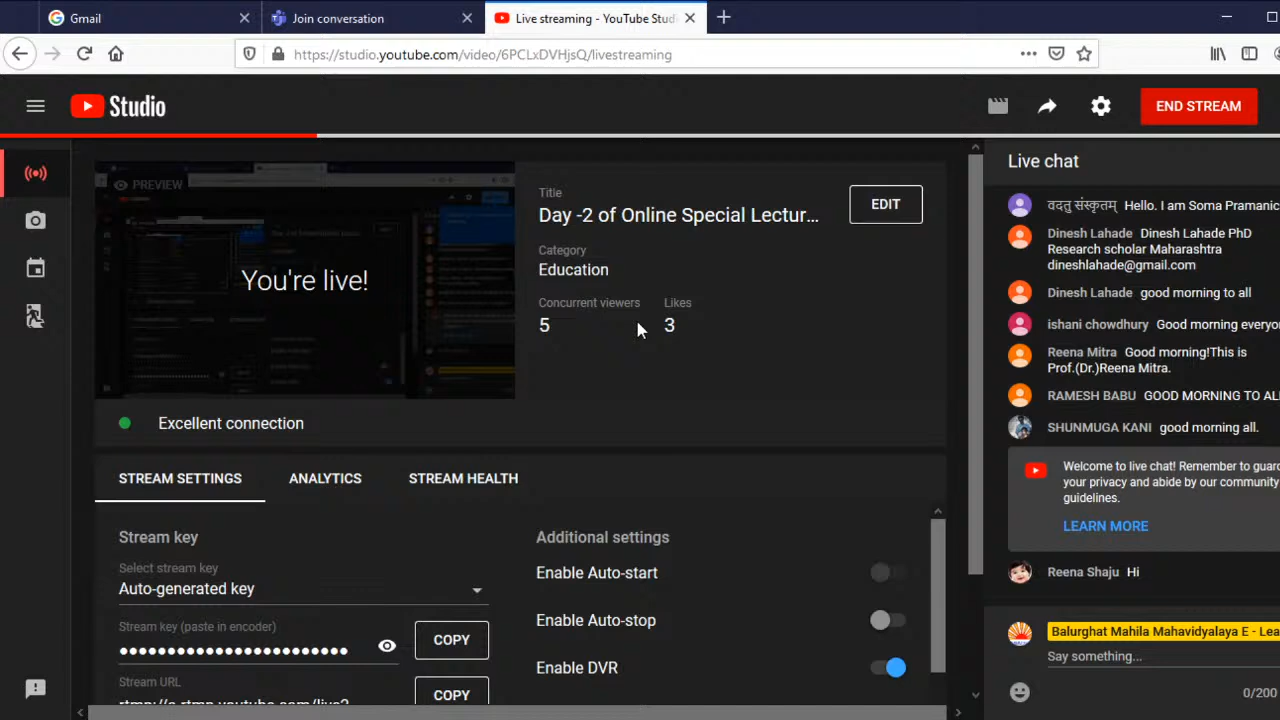 Gmail
Join conversation
Live streaming - YouTube Studi
https://studio.youtube.com/video/6PCLxDVHjsQ/livestreaming
Studio
END STREAM
PREVIEW
You're live!
Title
Day -2 of Online Special Lectur...
EDIT
Category
Education
Concurrent viewers
Likes
5
3
Excellent connection
STREAM SETTINGS
ANALYTICS
STREAM HEALTH
Stream key
Select stream key
Auto-generated key
Stream key (paste in encoder)
COPY
Stream URL
COPY
Additional settings
Enable Auto-start
Enable Auto-stop
Enable DVR
Live chat
वदतु संस्कृतम् Hello. I am Soma Pramanic
Dinesh Lahade Dinesh Lahade PhD
Research scholar Maharashtra
dineshlahade@gmail.com
Dinesh Lahade good morning to all
ishani chowdhury Good morning everyo
Reena Mitra Good morning!This is
Prof.(Dr.)Reena Mitra.
RAMESH BABU GOOD MORNING TO ALL
SHUNMUGA KANI good morning all.
Welcome to live chat! Remember to guard
your privacy and abide by our community
guidelines.
LEARN MORE
Reena Shaju Hi
Balurghat Mahila Mahavidyalaya E - Lea
Say something...
0/200